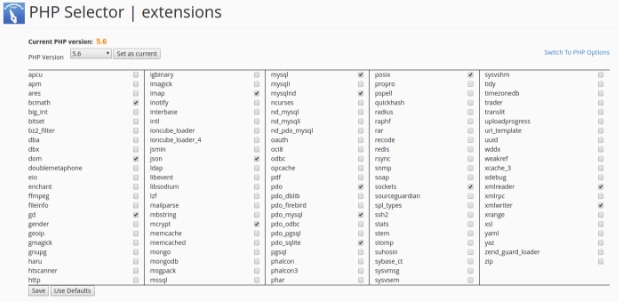 PHP Selector | extensions
Current PHP version: 5.6
PHP Version 5.6 Set as current
Switch To PHP Options
apcu igbinary mysql posix sysvshm
apm imagick mysqli propro tidy
ares imap mysqlnd pspell timezonedb
bcmath inotify ncurses quickhash trader
big_int interbase nd_mysql radius translit
bitset intl nd_mysqli raphf uploadprogress
bz2_filter ioncube_loader nd_pdo_mysql rar uri_template
dba ioncube_loader_4 oauth recode uuid
dbx jsmin oci8 redis wddx
dom json odbc rsync weakref
doublemetaphone ldap opcache snmp xcache_3
eio libevent pdf soap xdebug
enchant libsodium pdo sockets xmlreader
ffmpeg lzf pdo_dblib sourceguardian xmlrpc
fileinfo mailparse pdo_firebird spl_types xmlwriter
gd mbstring pdo_mysql ssh2 xrange
gender mcrypt pdo_odbc stats xsl
geoip memcache pdo_pgsql stem yaml
gmagick memcached pdo_sqlite stomp yaz
gnupg mongo pgsql suhosin zend_guard_loader
haru mongodb phalcon sybase_ct zip
htscanner msgpack phalcon3 sysvmsg
http mssql phar sysvsem
Save Use Defaults